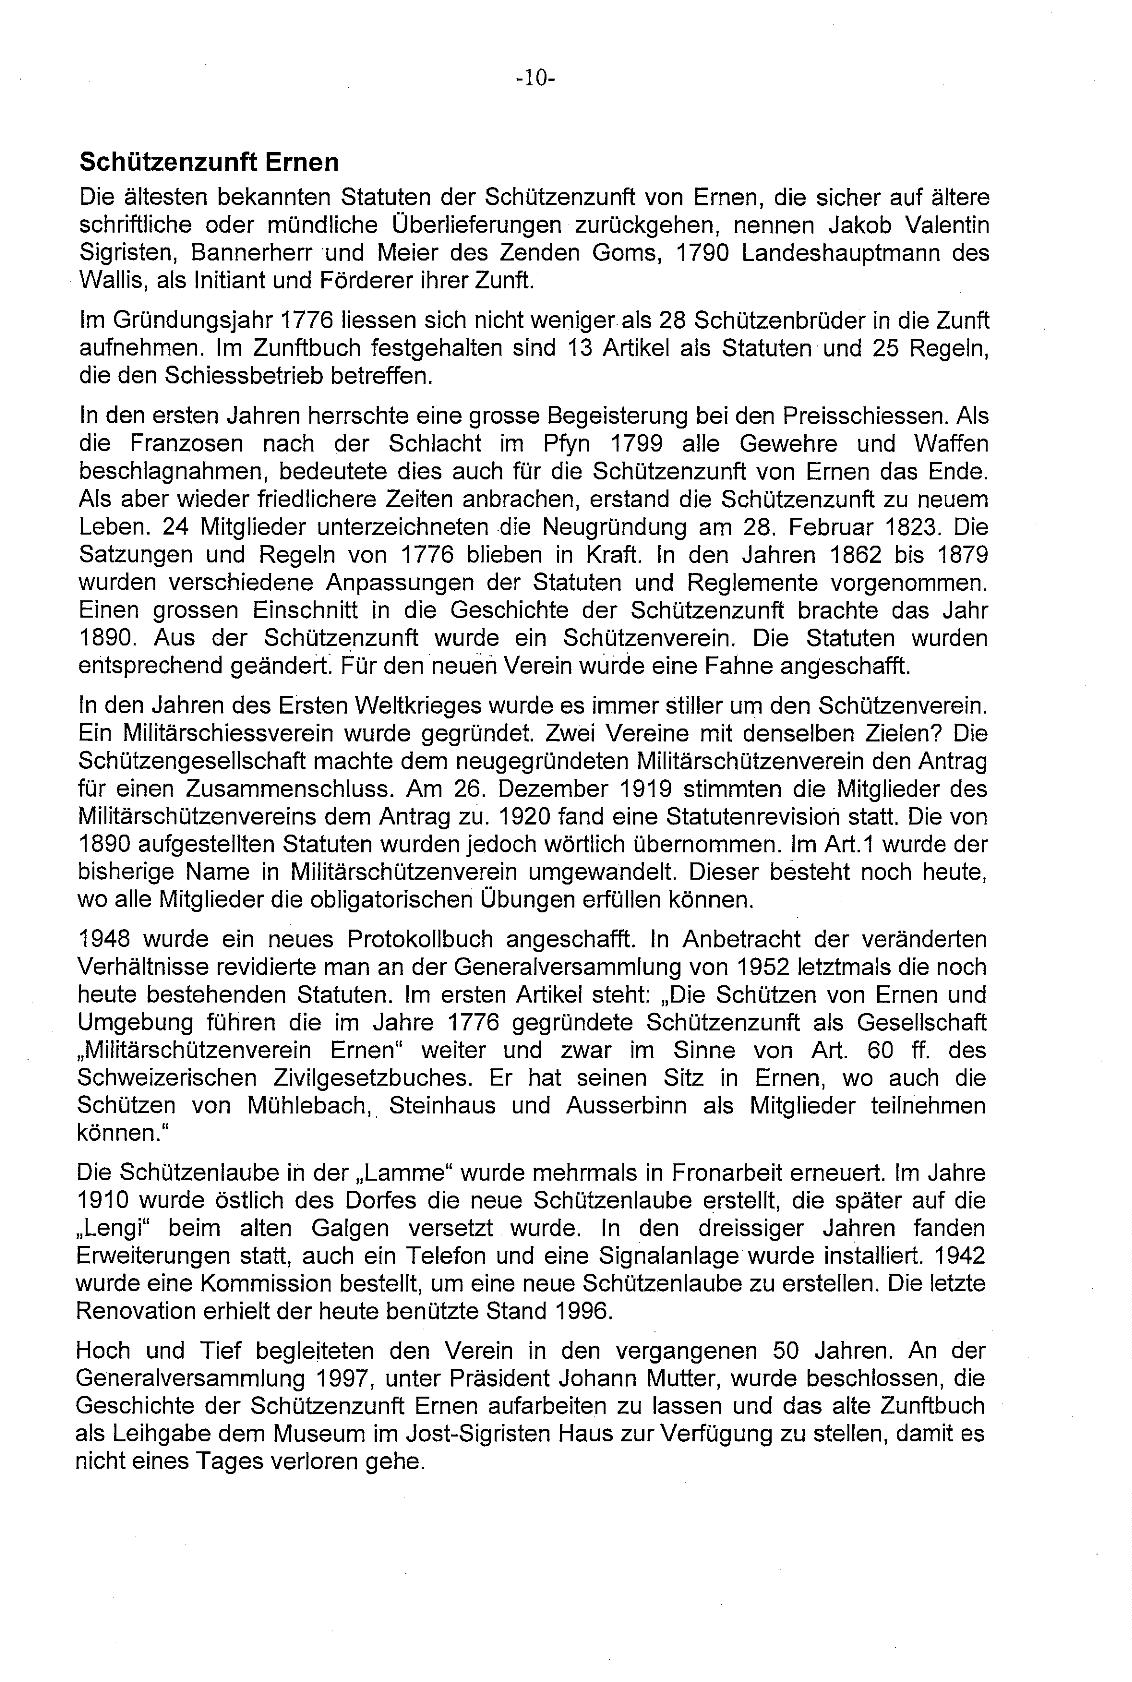 -10-
Schützenzunft Ernen
Die ältesten bekannten Statuten der Schützenzunft von Ernen, die sicher auf ältere
schriftliche oder mündliche Überlieferungen zurückgehen, nennen Jakob Valentin
Sigristen, Bannerherr und Meier des Zenden Goms, 1790 Landeshauptmann des
Wallis, als Initiant und Förderer ihrer Zunft.
Im Gründungsjahr 1776 liessen sich nicht weniger als 28 Schützenbrüder in die Zunft
aufnehmen. Im Zunftbuch festgehalten sind 13 Artikel als Statuten und 25 Regeln,
die den Schiessbetrieb betreffen.
In den ersten Jahren herrschte eine grosse Begeisterung bei den Preisschiessen. Als
die Franzosen nach der Schlacht im Pfyn 1799 alle Gewehre und Waffen
beschlagnahmen, bedeutete dies auch für die Schützenzunft von Ernen das Ende.
Als aber wieder friedlichere Zeiten anbrachen, erstand die Schützenzunft zu neuem
Leben. 24 Mitglieder unterzeichneten die Neugründung am 28. Februar 1823. Die
Satzungen und Regeln von 1776 blieben in Kraft. In den Jahren 1862 bis 1879
wurden verschiedene Anpassungen der Statuten und Reglemente vorgenommen.
Einen grossen Einschnitt in die Geschichte der Schützenzunft brachte das Jahr
1890. Aus der Schützenzunft wurde ein Schützenverein. Die Statuten wurden
entsprechend geändert. Für den neuen Verein wurde eine Fahne angeschafft.
In den Jahren des Ersten Weltkrieges wurde es immer stiller um den Schützenverein.
Ein Militärschiessverein wurde gegründet. Zwei Vereine mit denselben Zielen? Die
Schützengesellschaft machte dem neugegründeten Militärschützenverein den Antrag
für einen Zusammenschluss. Am 26. Dezember 1919 stimmten die Mitglieder des
Militärschützenvereins dem Antrag zu. 1920 fand eine Statutenrevision statt. Die von
1890 aufgestellten Statuten wurden jedoch wörtlich übernommen. Im Art.1 wurde der
bisherige Name in Militärschützenverein umgewandelt. Dieser besteht noch heute,
wo alle Mitglieder die obligatorischen Übungen erfüllen können.
1948 wurde ein neues Protokollbuch angeschafft. In Anbetracht der veränderten
Verhältnisse revidierte man an der Generalversammlung von 1952 letztmals die noch
heute bestehenden Statuten. Im ersten Artikel steht: „Die Schützen von Ernen und
Umgebung führen die im Jahre 1776 gegründete Schützenzunft als Gesellschaft
„Militärschützenverein Ernen“ weiter und zwar im Sinne von Art. 60 ff. des
Schweizerischen Zivilgesetzbuches. Er hat seinen Sitz in Ernen, wo auch die
Schützen von Mühlebach, Steinhaus und Ausserbinn als Mitglieder teilnehmen
können.“
Die Schützenlaube in der „Lamme“ wurde mehrmals in Fronarbeit erneuert. Im Jahre
1910 wurde östlich des Dorfes die neue Schützenlaube erstellt, die später auf die
„Lengi“ beim alten Galgen versetzt wurde. In den dreissiger Jahren fanden
Erweiterungen statt, auch ein Telefon und eine Signalanlage wurde installiert. 1942
wurde eine Kommission bestellt, um eine neue Schützenlaube zu erstellen. Die letzte
Renovation erhielt der heute benützte Stand 1996.
Hoch und Tief begleiteten den Verein in den vergangenen 50 Jahren. An der
Generalversammlung 1997, unter Präsident Johann Mutter, wurde beschlossen, die
Geschichte der Schützenzunft Ernen aufarbeiten zu lassen und das alte Zunftbuch
als Leihgabe dem Museum im Jost-Sigristen Haus zur Verfügung zu stellen, damit es
nicht eines Tages verloren gehe.